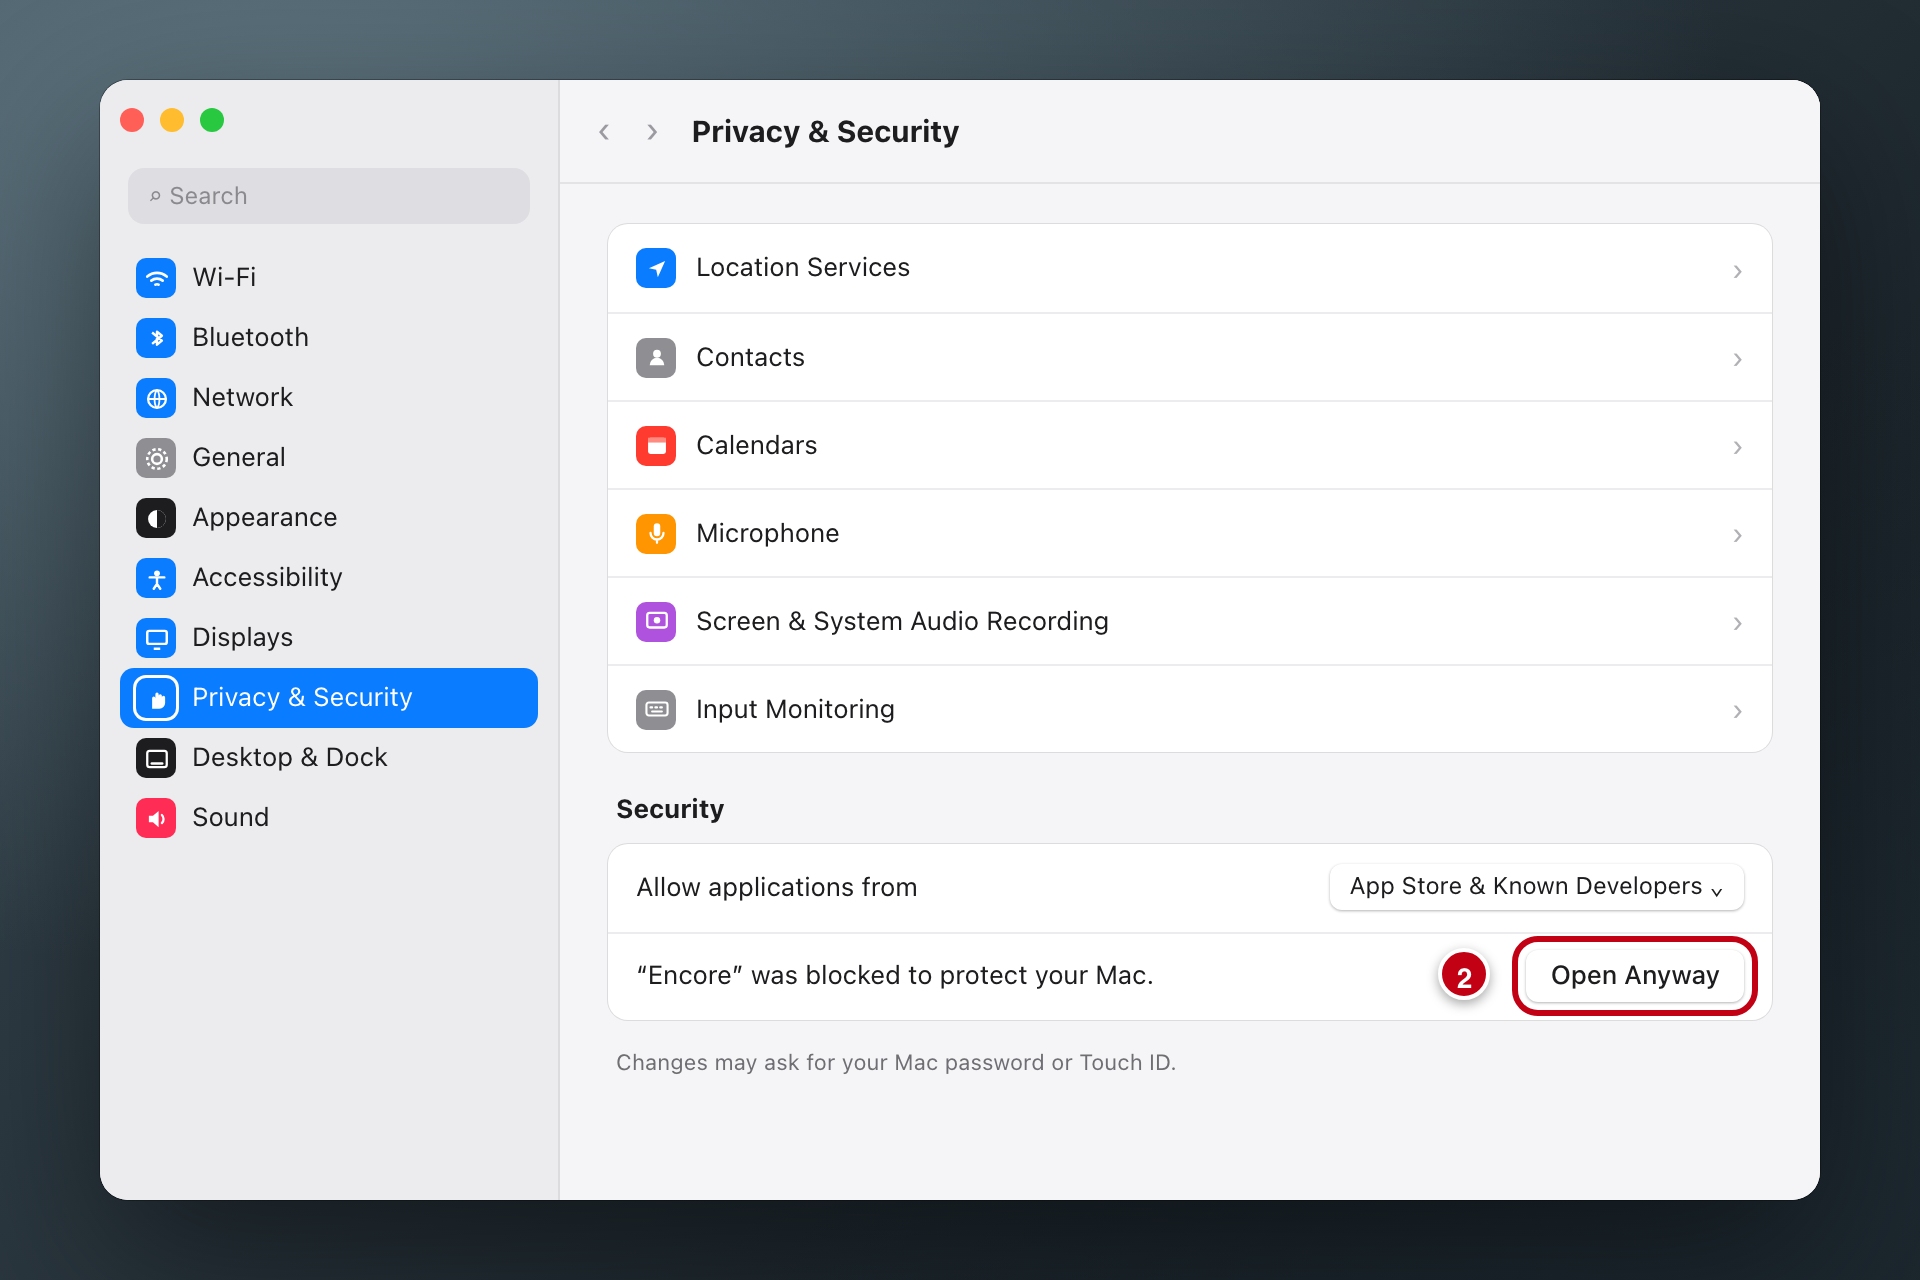 Privacy & Security
Search
Wi-Fi
Bluetooth
Network
General
Appearance
Accessibility
Displays
Privacy & Security
Desktop & Dock
Sound
Location Services
Contacts
Calendars
Microphone
Screen & System Audio Recording
Input Monitoring
Security
Allow applications from
App Store & Known Developers
“Encore” was blocked to protect your Mac.
2
Open Anyway
Changes may ask for your Mac password or Touch ID.